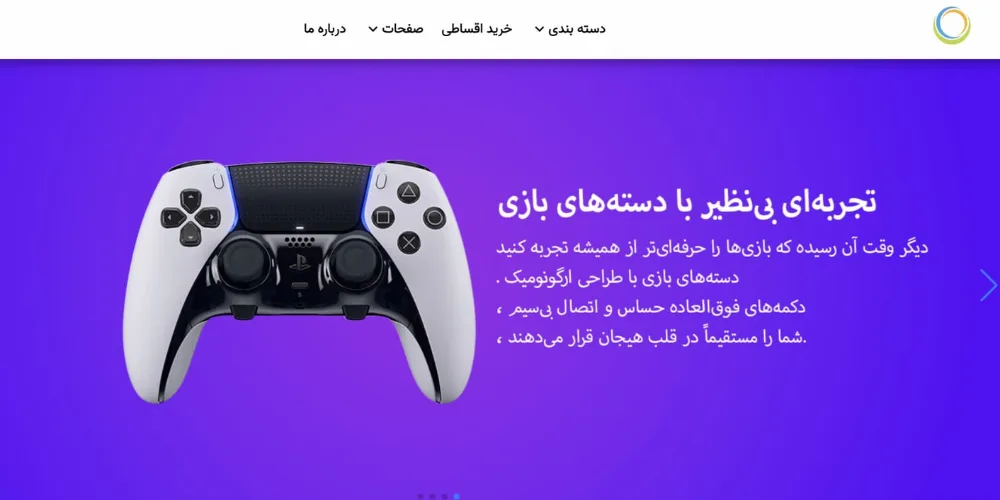 دسته بندی
خرید اقساطی
صفحات
درباره ما
تجربه‌ای بی‌نظیر با دسته‌های بازی
دیگر وقت آن رسیده که بازی‌ها را حرفه‌ای‌تر از همیشه تجربه کنید
دسته‌های بازی با طراحی ارگونومیک .
دکمه‌های فوق‌العاده حساس و اتصال بی‌سیم ،
.شما را مستقیماً در قلب هیجان قرار می‌دهند ،